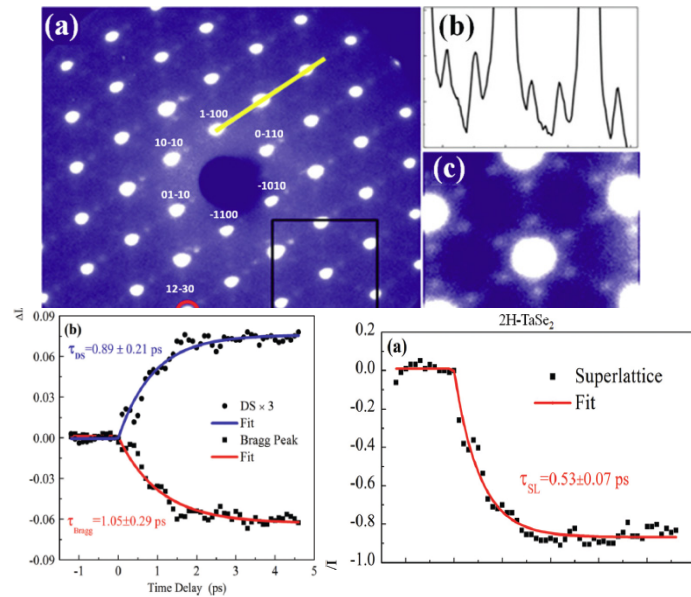 (a)
1-100
0-110
10-10
-1010
01-10
-1100
12-30
(b)
(c)
0.09
0.06
0.03
0.00
-0.03
-0.06
-0.09
(b)
τDS=0.89 ± 0.21 ps
DS × 3
Fit
Bragg Peak
Fit
τBragg=1.05±0.29 ps
-1 0 1 2 3 4 5
Time Delay (ps)
2H-TaSe₂
0.2
0.0
-0.2
-0.4
-0.6
-0.8
-1.0
(a)
Superlattice
Fit
τSL=0.53±0.07 ps
/I